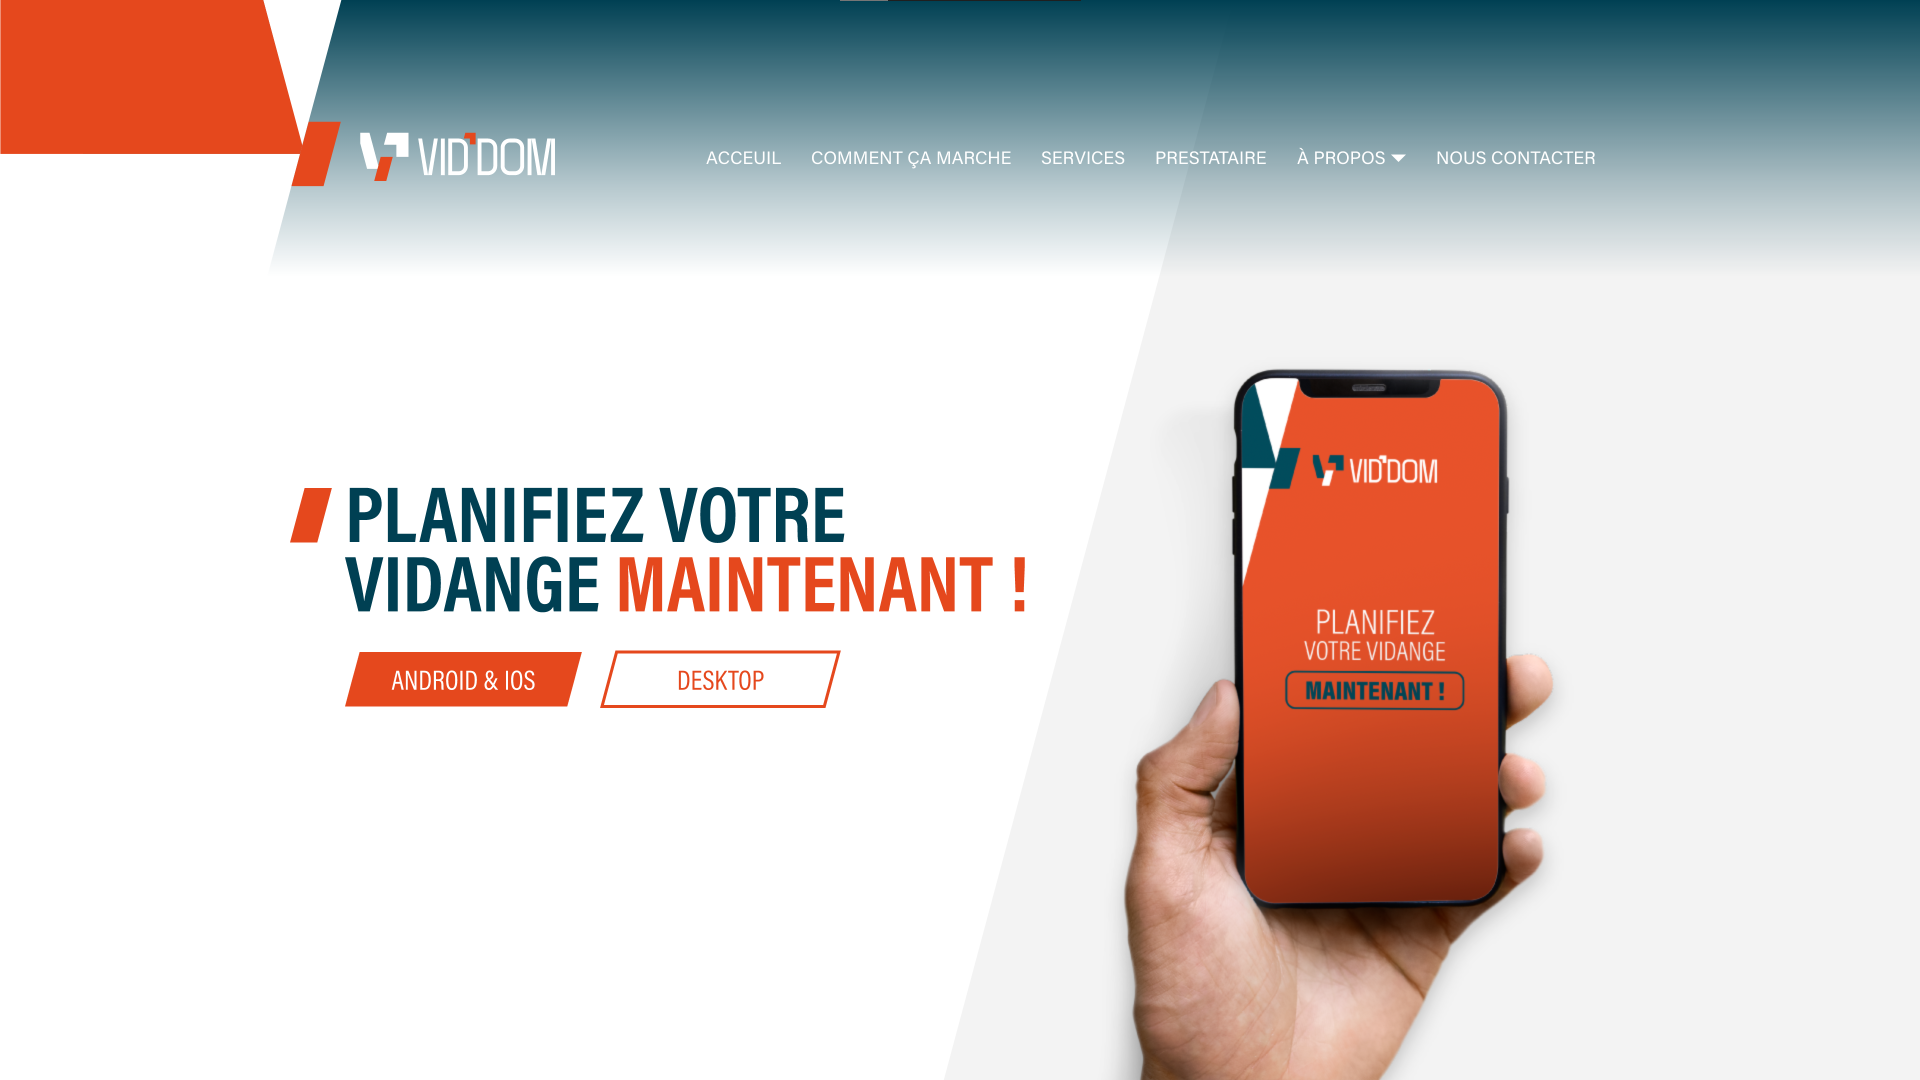 VID'DOM
ACCEUIL COMMENT ÇA MARCHE SERVICES PRESTATAIRE À PROPOS NOUS CONTACTER
PLANIFIEZ VOTRE
VIDANGE MAINTENANT !
ANDROID & IOS DESKTOP
VID'DOM
PLANIFIEZ
VOTRE VIDANGE
MAINTENANT !